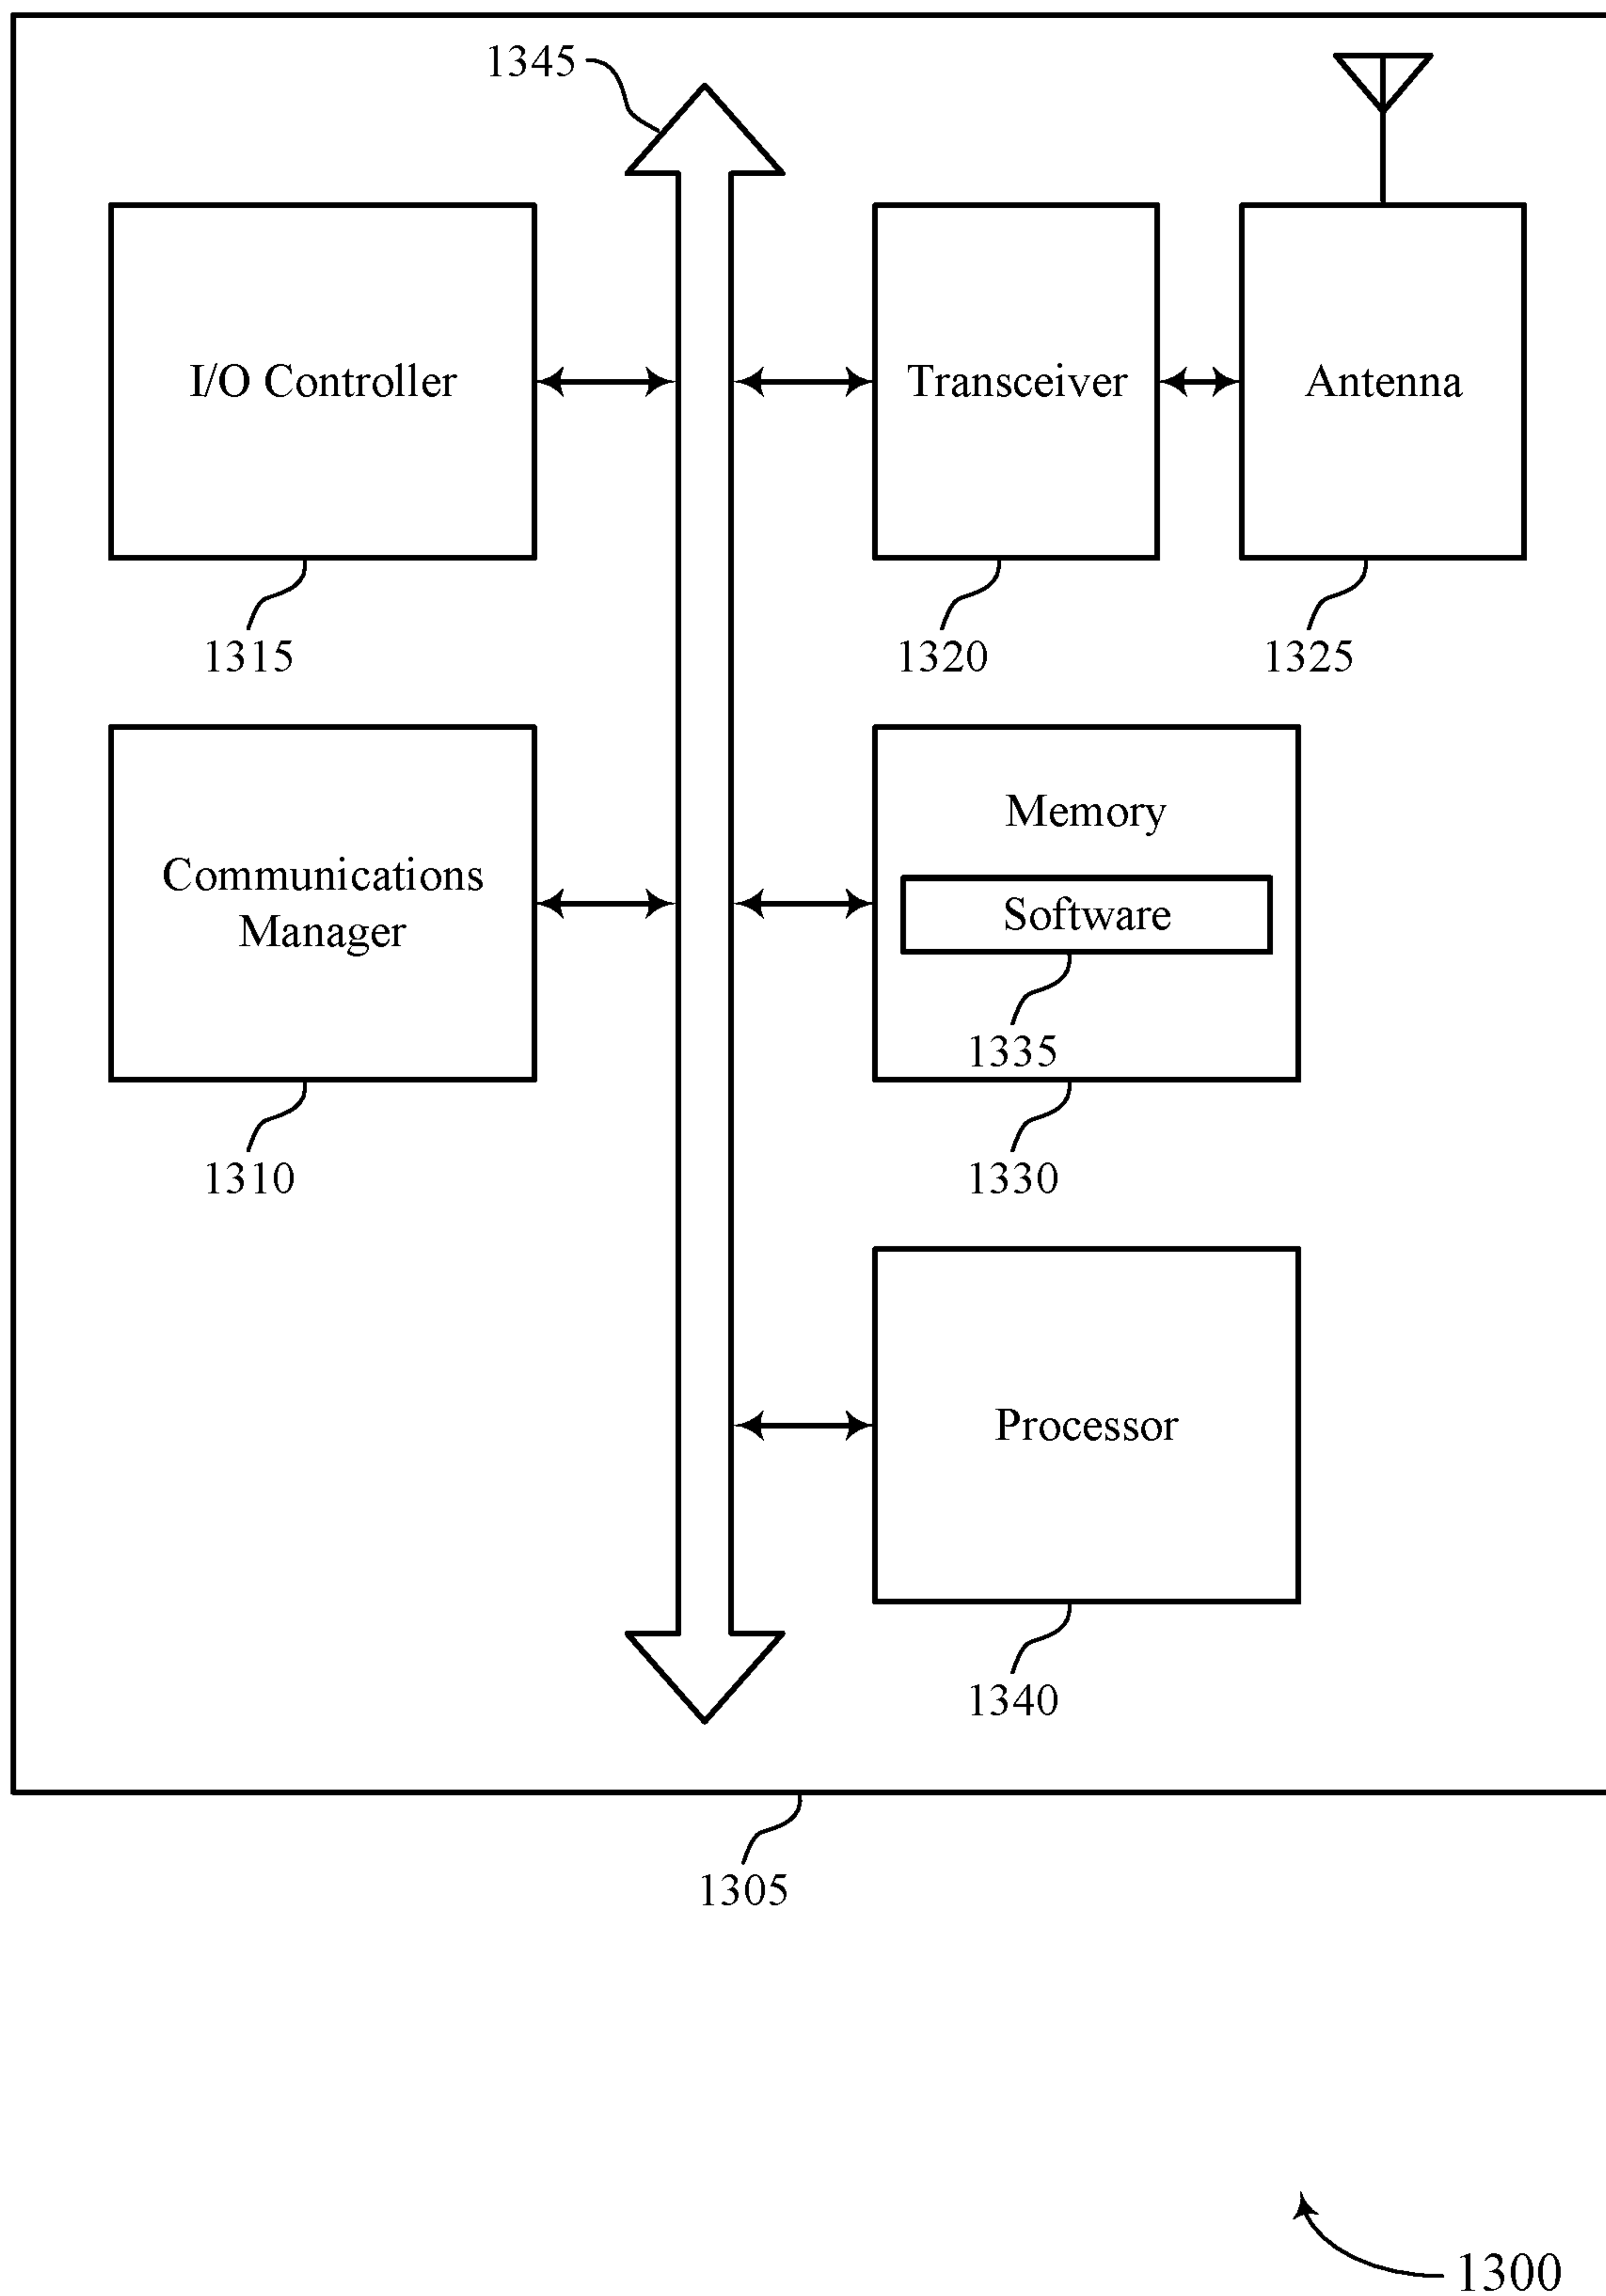 1345
I/O Controller
Transceiver
Antenna
1315
1320
1325
Communications
Manager
Memory
Software
1335
1310
1330
Processor
1340
1305
1300